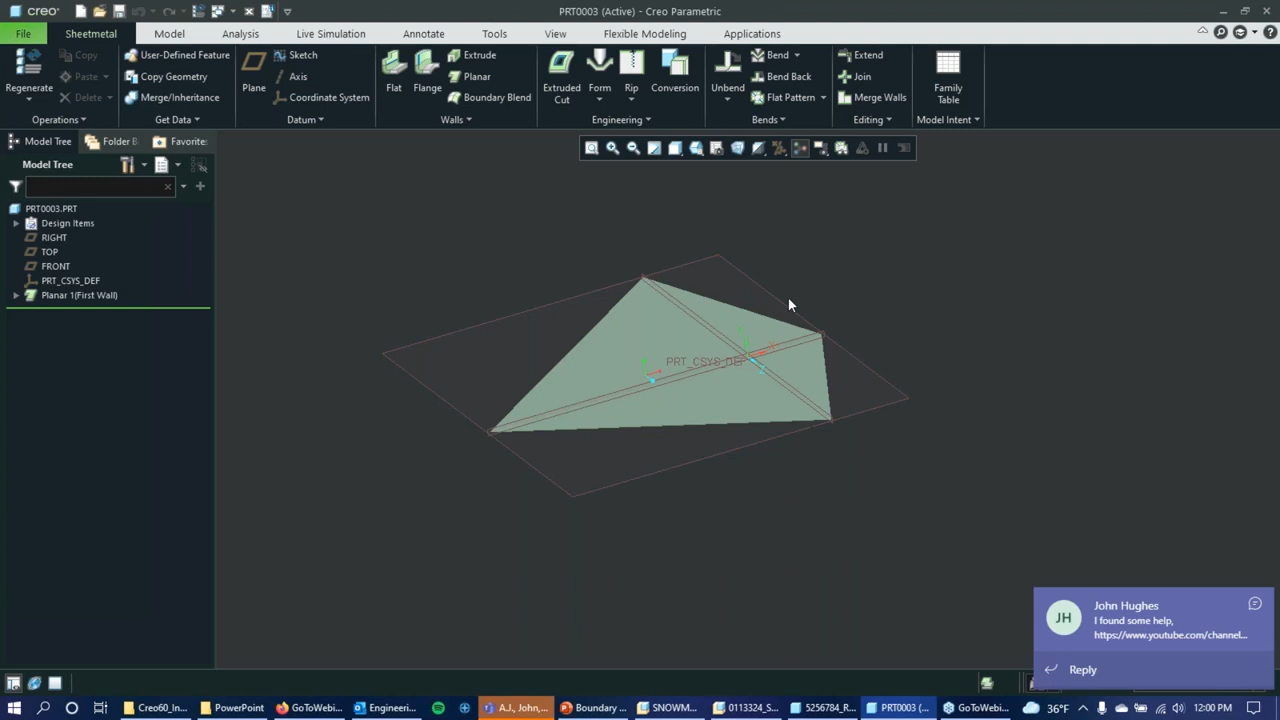 creo
PRT0003 (Active) - Creo Parametric
File Sheetmetal Model Analysis Live Simulation Annotate Tools View Flexible Modeling Applications
Regenerate
Copy
Paste
Delete
Operations
User-Defined Feature
Copy Geometry
Merge/Inheritance
Get Data
Plane
Sketch
Axis
Coordinate System
Datum
Flat
Flange
Extrude
Planar
Boundary Blend
Walls
Extruded
Cut
Form
Rip
Conversion
Engineering
Unbend
Bend
Bend Back
Flat Pattern
Bends
Extend
Join
Merge Walls
Editing
Family
Table
Model Intent
Model Tree Folder B Favorites
Model Tree
PRT0003.PRT
Design Items
RIGHT
TOP
FRONT
PRT_CSYS_DEF
Planar 1(First Wall)
PRT_CSYS_DEF
JH
John Hughes
I found some help,
https://www.youtube.com/channel...
Reply
Creo60_In... PowerPoint GoToWebi... Engineeri... A.J., John,... Boundary ... SNOWM... 0113324_S... 5256784_R... PRT0003 (... GoToWebi... 36°F 12:00 PM